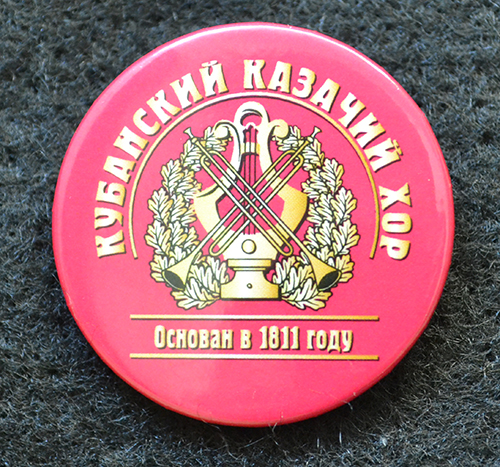 КУБАНСКИЙ КАЗАЧИЙ ХОР
Основан в 1811 году